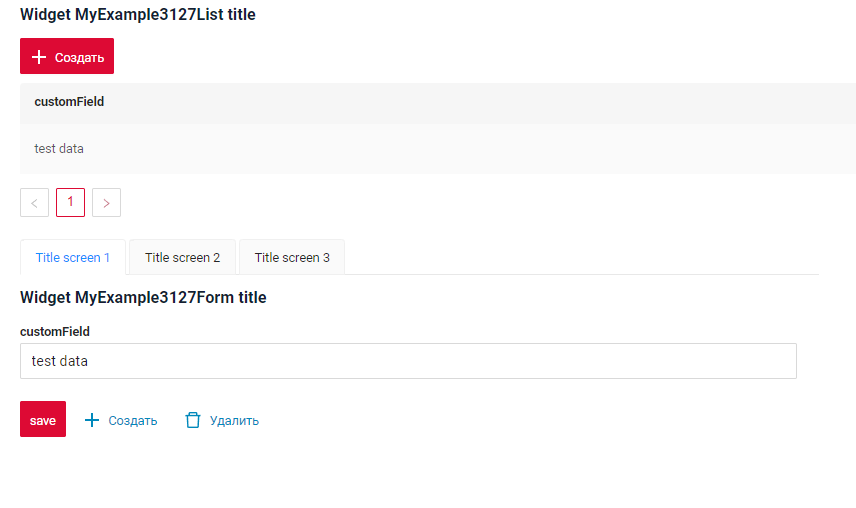 Widget MyExample3127List title
Создать
customField
test data
1
Title screen 1 Title screen 2 Title screen 3
Widget MyExample3127Form title
customField
test data
save Создать Удалить